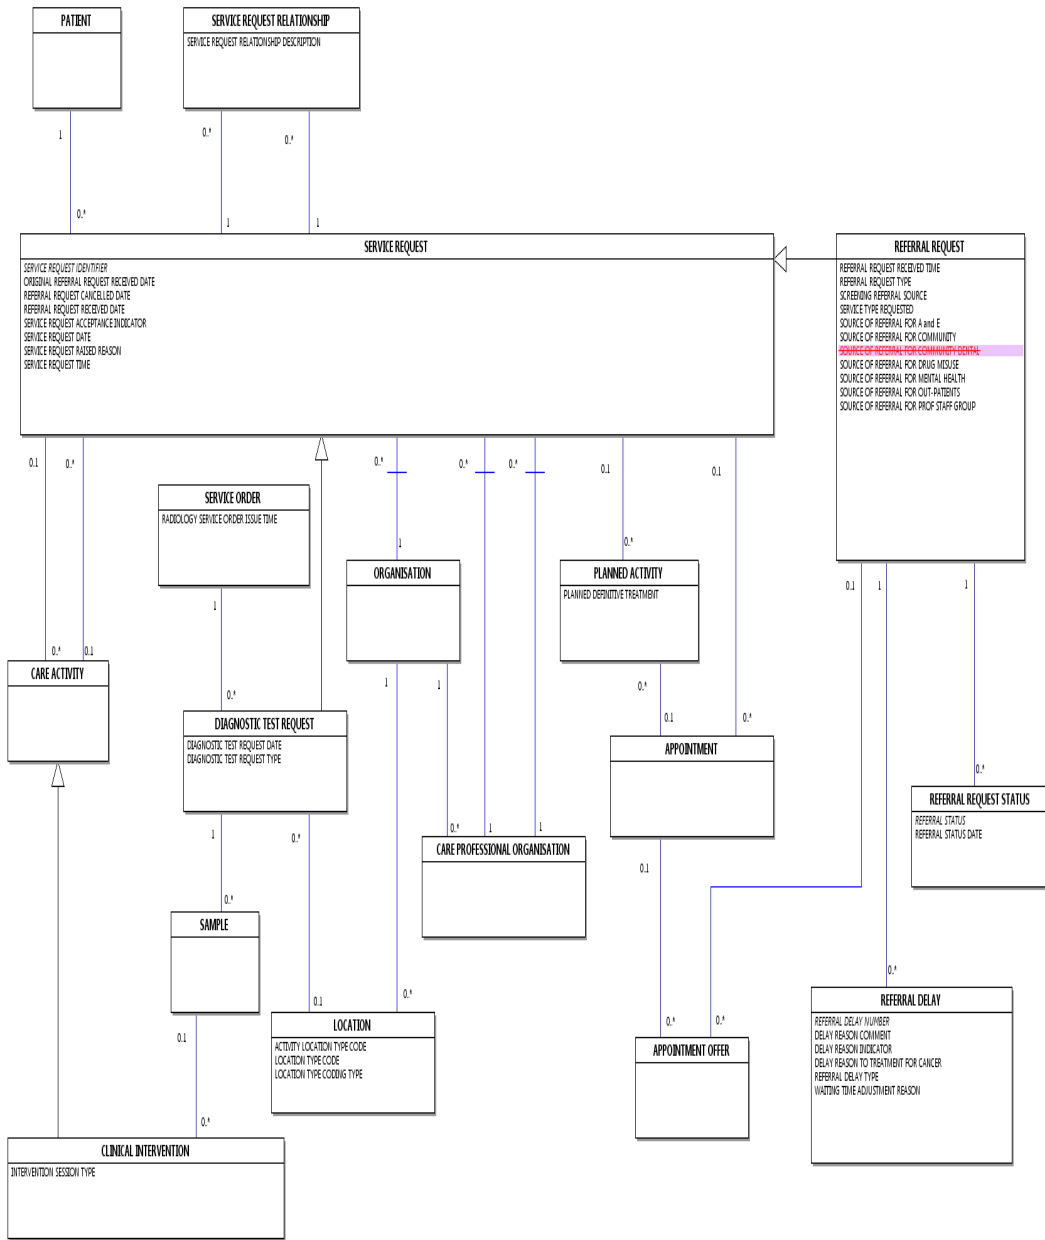 PATIENT
SERVICE REQUEST RELATIONSHIP
SERVICE REQUEST RELATIONSHIP DESCRIPTION
1
0..*
0..*
0..*
1
1
SERVICE REQUEST
SERVICE REQUEST IDENTIFIER
ORIGINAL REFERRAL REQUEST RECEIVED DATE
REFERRAL REQUEST CANCELLED DATE
REFERRAL REQUEST RECEIVED DATE
SERVICE REQUEST ACCEPTANCE INDICATOR
SERVICE REQUEST DATE
SERVICE REQUEST RAISED REASON
SERVICE REQUEST TIME
REFERRAL REQUEST
REFERRAL REQUEST RECEIVED TIME
REFERRAL REQUEST TYPE
SCREENING REFERRAL SOURCE
SERVICE TYPE REQUESTED
SOURCE OF REFERRAL FOR A and E
SOURCE OF REFERRAL FOR COMMUNITY
SOURCE OF REFERRAL FOR COMMUNITY DENTAL
SOURCE OF REFERRAL FOR DRUG MISUSE
SOURCE OF REFERRAL FOR MENTAL HEALTH
SOURCE OF REFERRAL FOR OUT-PATIENTS
SOURCE OF REFERRAL FOR PROF STAFF GROUP
0..1
0..*
0..*
0..*
0..*
0..1
0..1
SERVICE ORDER
RADIOLOGY SERVICE ORDER ISSUE TIME
1
0..*
ORGANISATION
PLANNED ACTIVITY
PLANNED DEFINITIVE TREATMENT
0..1
1
1
1
0..*
0..*
0..1
CARE ACTIVITY
1
1
0..*
0..1
0..*
DIAGNOSTIC TEST REQUEST
DIAGNOSTIC TEST REQUEST DATE
DIAGNOSTIC TEST REQUEST TYPE
APPOINTMENT
0..*
REFERRAL REQUEST STATUS
REFERRAL STATUS
REFERRAL STATUS DATE
1
0..*
0..*
1
1
CARE PROFESSIONAL ORGANISATION
0..1
0..*
SAMPLE
0..*
0..1
0..*
LOCATION
ACTIVITY LOCATION TYPE CODE
LOCATION TYPE CODE
LOCATION TYPE CODING TYPE
REFERRAL DELAY
REFERRAL DELAY NUMBER
DELAY REASON COMMENT
DELAY REASON INDICATOR
DELAY REASON TO TREATMENT FOR CANCER
REFERRAL DELAY TYPE
WAITING TIME ADJUSTMENT REASON
0..*
0..*
APPOINTMENT OFFER
0..1
0..*
CLINICAL INTERVENTION
INTERVENTION SESSION TYPE